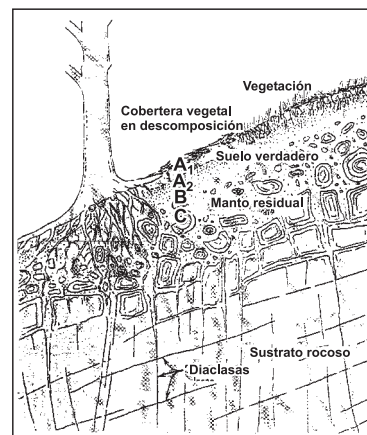 Vegetación
Cobertera vegetal
en descomposición
A1
Suelo verdadero
A2
B
Manto residual
C
Sustrato rocoso
Diaclasas